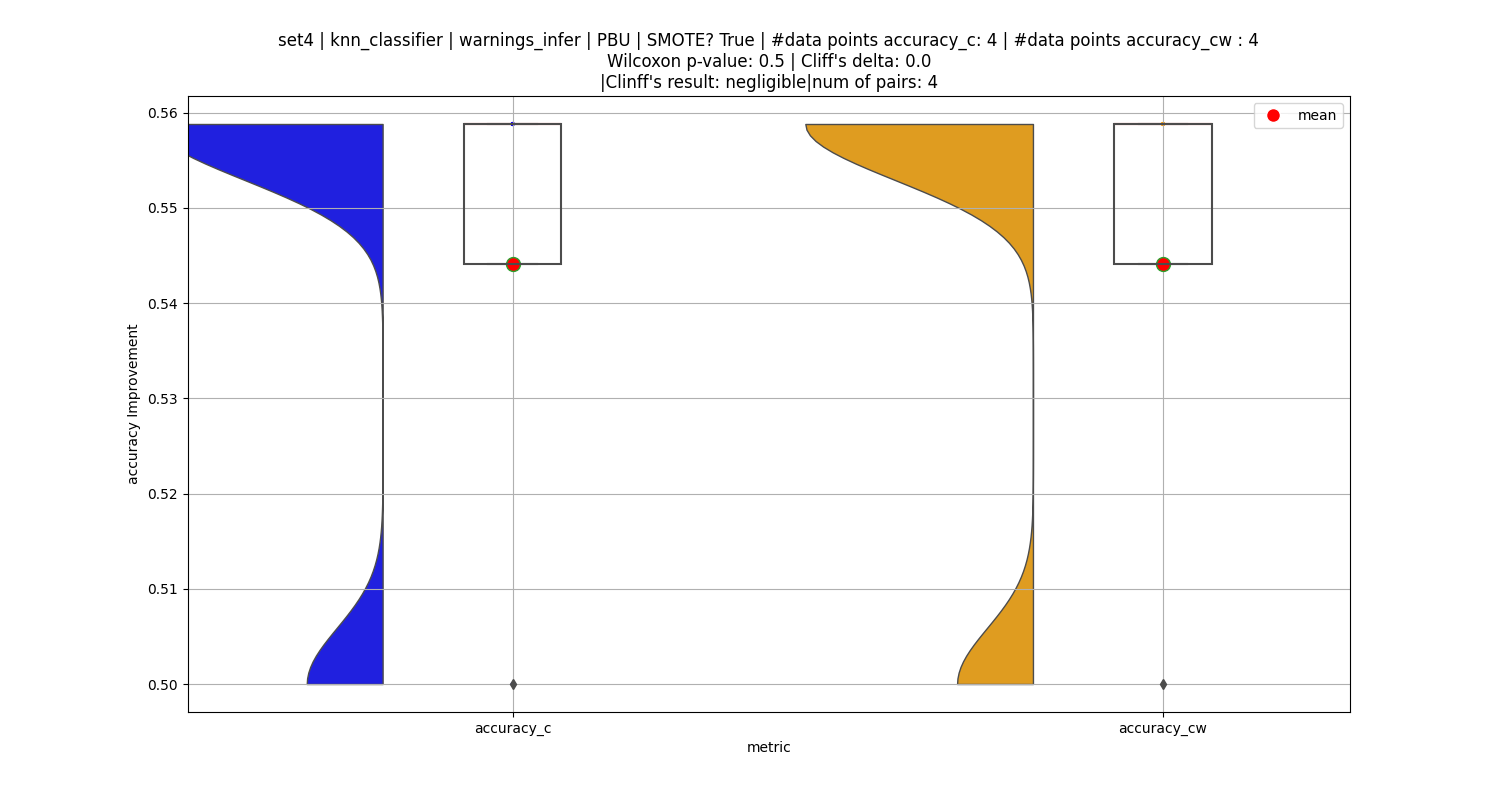 set4 | knn_classifier | warnings_infer | PBU | SMOTE? True | #data points accuracy_c: 4 | #data points accuracy_cw : 4
Wilcoxon p-value: 0.5 | Cliff's delta: 0.0
|Clinff's result: negligible|num of pairs: 4
mean
0.56
0.55
0.54
0.53
0.52
0.51
0.50
accuracy Improvement
accuracy_c
accuracy_cw
metric